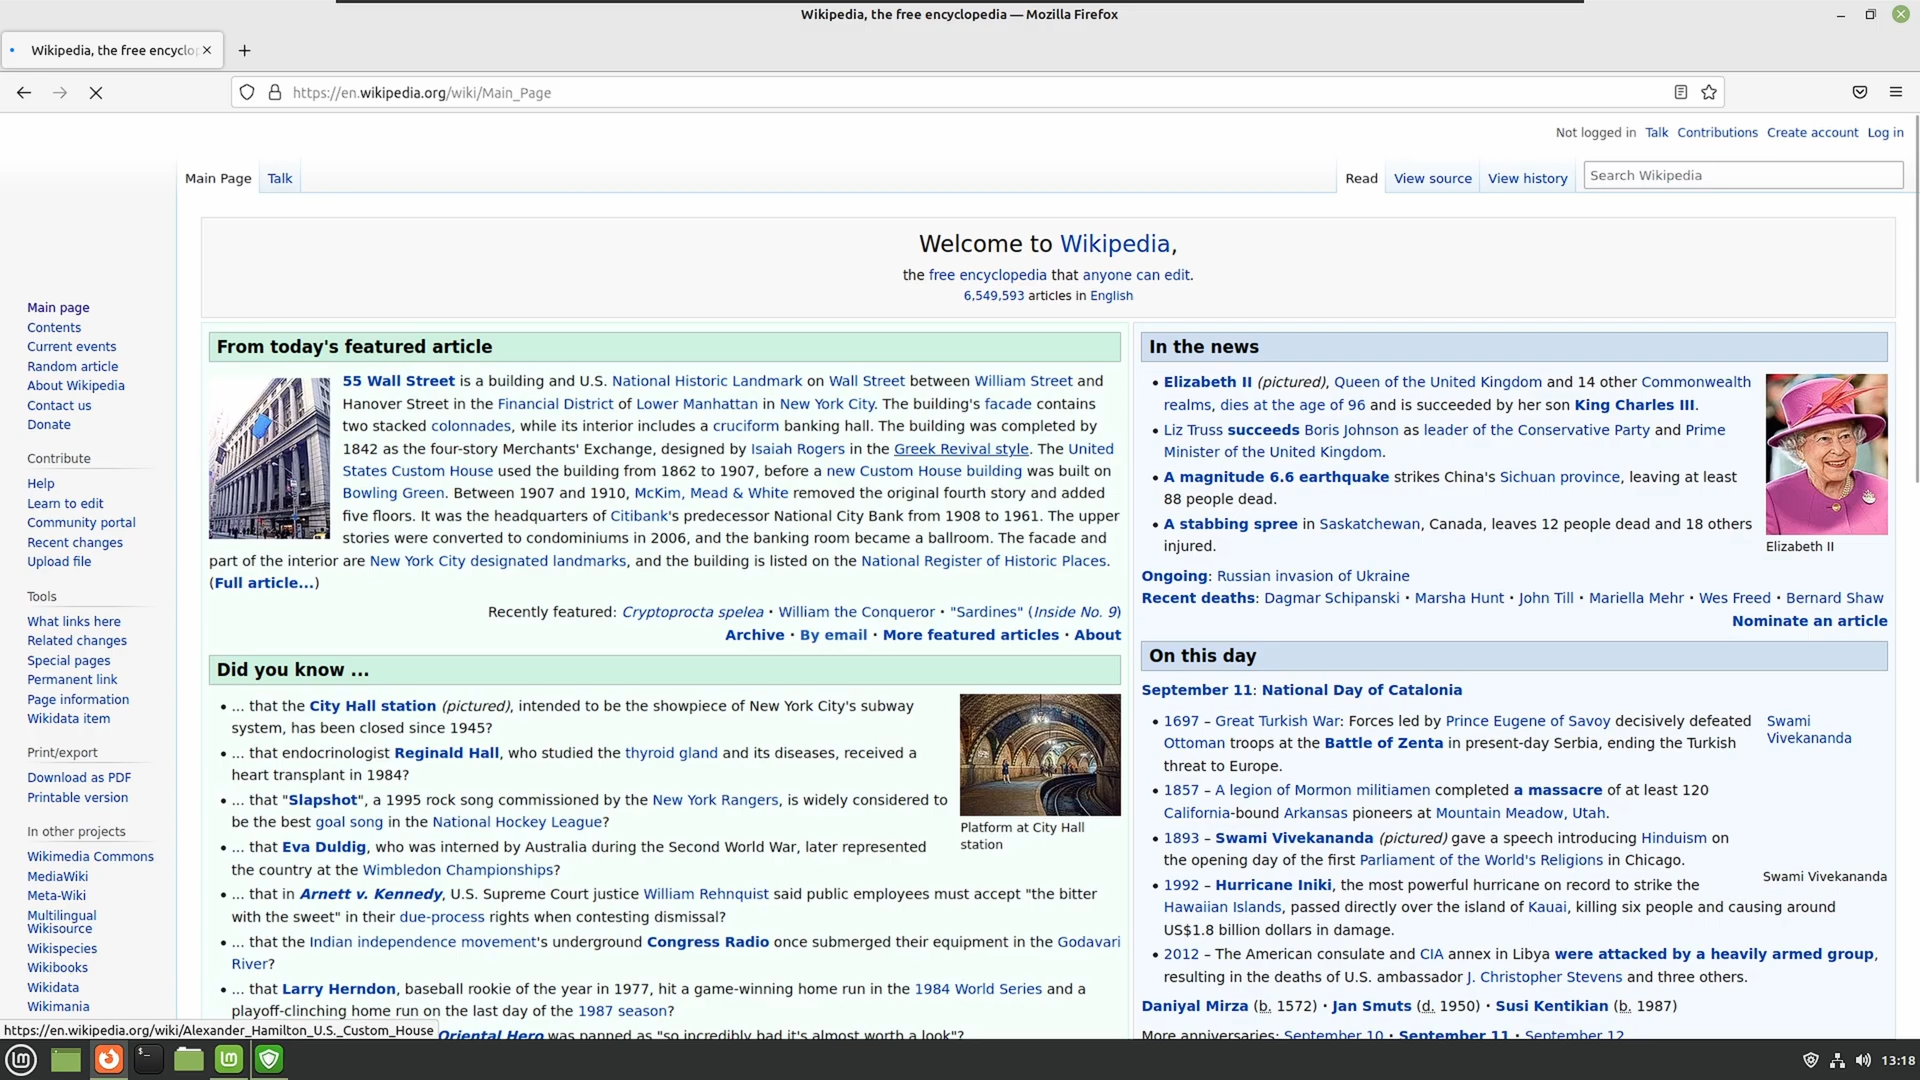 Wikipedia, the free encyclopedia — Mozilla Firefox
Wikipedia, the free encyclo
https://en.wikipedia.org/wiki/Main_Page
Not logged in Talk Contributions Create account Log in
Main Page Talk Read View source View history Search Wikipedia
Welcome to Wikipedia,
the free encyclopedia that anyone can edit.
6,549,593 articles in English
Main page
Contents
Current events
Random article
About Wikipedia
Contact us
Donate
Contribute
Help
Learn to edit
Community portal
Recent changes
Upload file
Tools
What links here
Related changes
Special pages
Permanent link
Page information
Wikidata item
Print/export
Download as PDF
Printable version
In other projects
Wikimedia Commons
MediaWiki
Meta-Wiki
Multilingual
Wikisource
Wikispecies
Wikibooks
Wikidata
Wikimania
From today's featured article
55 Wall Street is a building and U.S. National Historic Landmark on Wall Street between William Street and
Hanover Street in the Financial District of Lower Manhattan in New York City. The building's facade contains
two stacked colonnades, while its interior includes a cruciform banking hall. The building was completed by
1842 as the four-story Merchants' Exchange, designed by Isaiah Rogers in the Greek Revival style. The United
States Custom House used the building from 1862 to 1907, before a new Custom House building was built on
Bowling Green. Between 1907 and 1910, McKim, Mead & White removed the original fourth story and added
five floors. It was the headquarters of Citibank's predecessor National City Bank from 1908 to 1961. The upper
stories were converted to condominiums in 2006, and the banking room became a ballroom. The facade and
part of the interior are New York City designated landmarks, and the building is listed on the National Register of Historic Places.
(Full article...)
Recently featured: Cryptoprocta spelea · William the Conqueror · "Sardines" (Inside No. 9)
Archive · By email · More featured articles · About
Did you know ...
• ... that the City Hall station (pictured), intended to be the showpiece of New York City's subway
system, has been closed since 1945?
• ... that endocrinologist Reginald Hall, who studied the thyroid gland and its diseases, received a
heart transplant in 1984?
• ... that "Slapshot", a 1995 rock song commissioned by the New York Rangers, is widely considered to
be the best goal song in the National Hockey League?
• ... that Eva Duldig, who was interned by Australia during the Second World War, later represented
the country at the Wimbledon Championships?
• ... that in Arnett v. Kennedy, U.S. Supreme Court justice William Rehnquist said public employees must accept "the bitter
with the sweet" in their due-process rights when contesting dismissal?
• ... that the Indian independence movement's underground Congress Radio once submerged their equipment in the Godavari
River?
• ... that Larry Herndon, baseball rookie of the year in 1977, hit a game-winning home run in the 1984 World Series and a
playoff-clinching home run on the last day of the 1987 season?
Oriental Hero was panned as "so incredibly bad it's almost worth a look"?
Platform at City Hall
station
In the news
• Elizabeth II (pictured), Queen of the United Kingdom and 14 other Commonwealth
realms, dies at the age of 96 and is succeeded by her son King Charles III.
• Liz Truss succeeds Boris Johnson as leader of the Conservative Party and Prime
Minister of the United Kingdom.
• A magnitude 6.6 earthquake strikes China's Sichuan province, leaving at least
88 people dead.
• A stabbing spree in Saskatchewan, Canada, leaves 12 people dead and 18 others
injured.
Elizabeth II
Ongoing: Russian invasion of Ukraine
Recent deaths: Dagmar Schipanski · Marsha Hunt · John Till · Mariella Mehr · Wes Freed · Bernard Shaw
Nominate an article
On this day
September 11: National Day of Catalonia
• 1697 – Great Turkish War: Forces led by Prince Eugene of Savoy decisively defeated
Ottoman troops at the Battle of Zenta in present-day Serbia, ending the Turkish
threat to Europe.
• 1857 – A legion of Mormon militiamen completed a massacre of at least 120
California-bound Arkansas pioneers at Mountain Meadow, Utah.
• 1893 – Swami Vivekananda (pictured) gave a speech introducing Hinduism on
the opening day of the first Parliament of the World's Religions in Chicago.
• 1992 – Hurricane Iniki, the most powerful hurricane on record to strike the
Hawaiian Islands, passed directly over the island of Kauai, killing six people and causing around
US$1.8 billion dollars in damage.
• 2012 – The American consulate and CIA annex in Libya were attacked by a heavily armed group,
resulting in the deaths of U.S. ambassador J. Christopher Stevens and three others.
Swami
Vivekananda
Swami Vivekananda
Daniyal Mirza (b. 1572) · Jan Smuts (d. 1950) · Susi Kentikian (b. 1987)
More anniversaries: September 10 · September 11 · September 12
https://en.wikipedia.org/wiki/Alexander_Hamilton_U.S._Custom_House
13:18